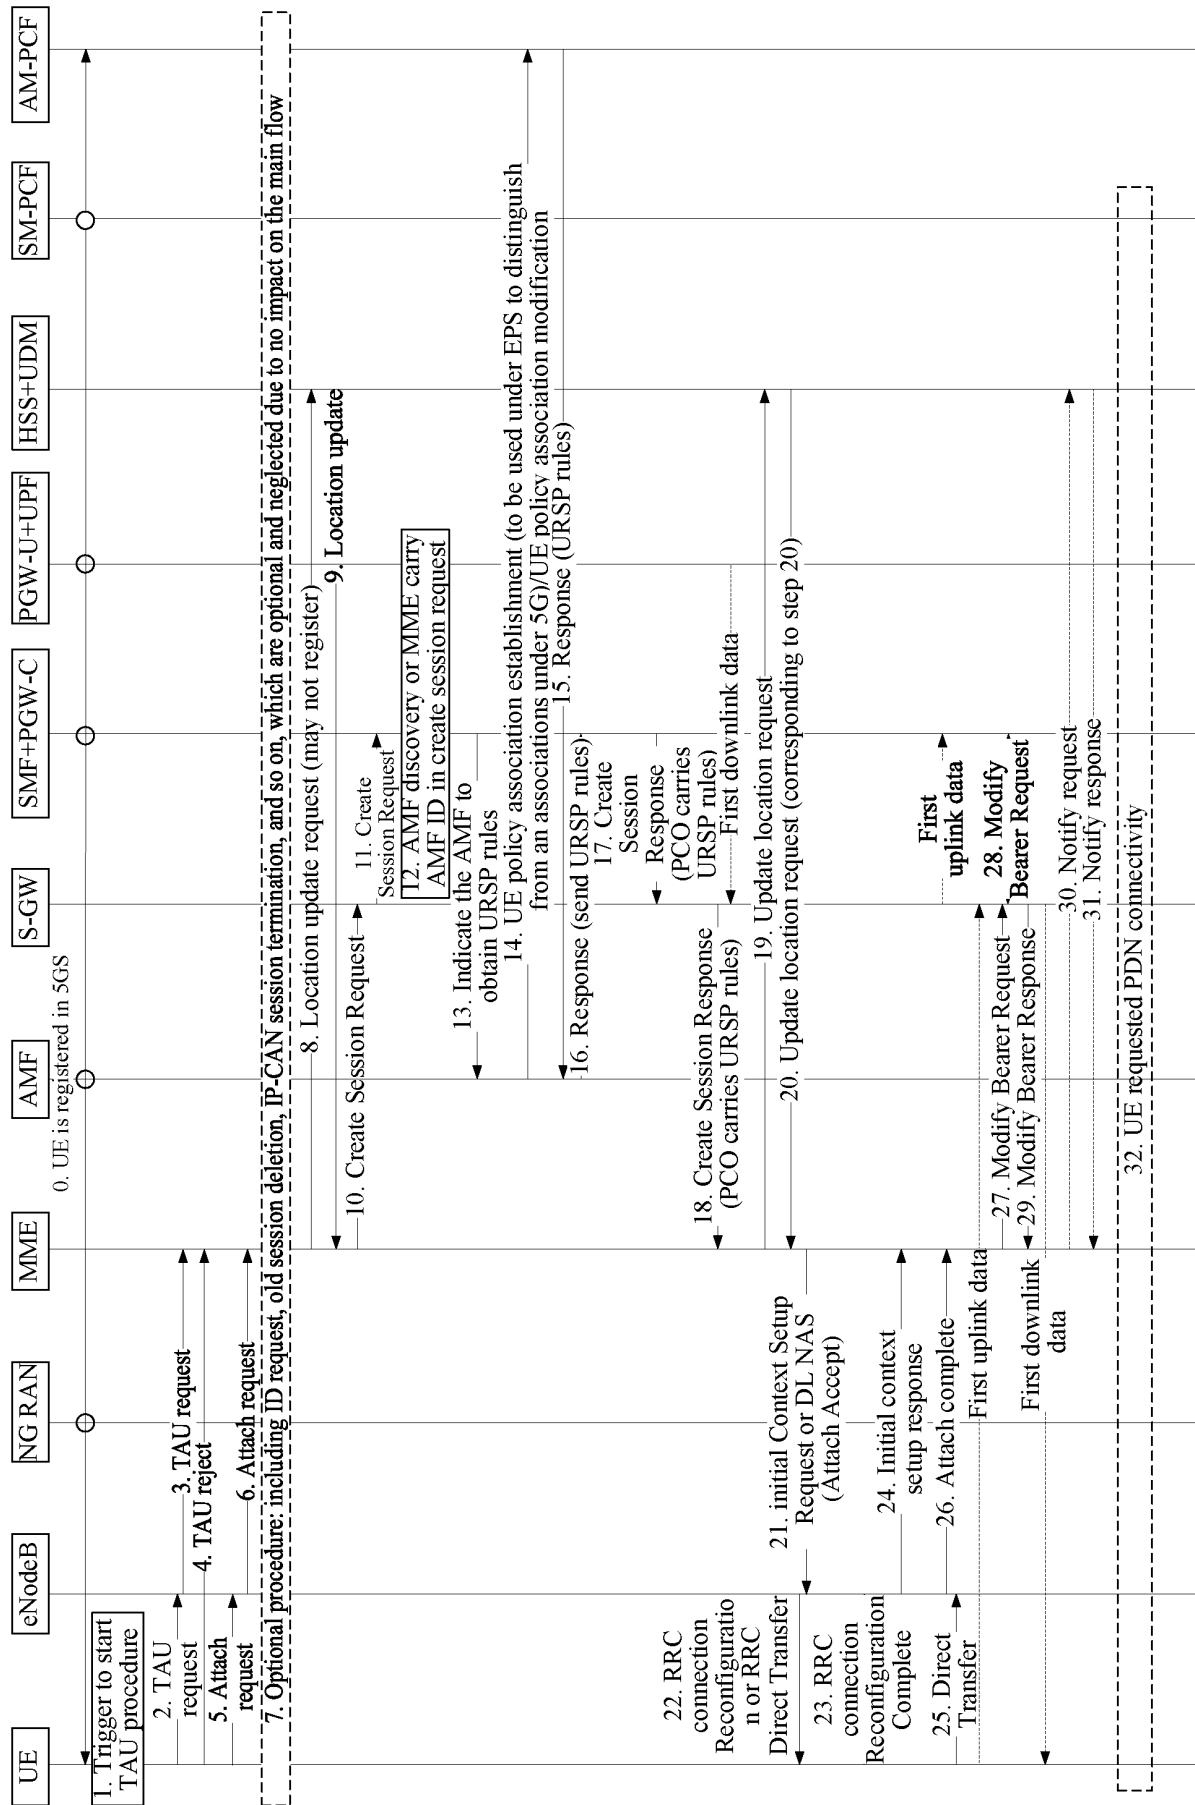 UE
eNodeB
NG RAN
MME
AMF
S-GW
SMF+PGW-C
PGW-U+UPF
HSS+UDM
SM-PCF
AM-PCF
0. UE is registered in 5GS
1. Trigger to start
TAU procedure
2. TAU
request
3. TAU request
4. TAU reject
5. Attach
request
6. Attach request
7. Optional procedure: including ID request, old session deletion, IP-CAN session termination, and so on, which are optional and neglected due to no impact on the main flow
8. Location update request (may not register)
9. Location update
10. Create Session Request
11. Create
Session Request
12. AMF discovery or MME carry
AMF ID in create session request
13. Indicate the AMF to
obtain URSP rules
14. UE policy association establishment (to be used under EPS to distinguish
from an associations under 5G)/UE policy association modification
15. Response (URSP rules)
16. Response (send URSP rules)
17. Create
Session
Response
(PCO carries
URSP rules)
First downlink data
18. Create Session Response
(PCO carries URSP rules)
19. Update location request
20. Update location request (corresponding to step 20)
21. initial Context Setup
Request or DL NAS
(Attach Accept)
22. RRC
connection
Reconfiguratio
n or RRC
Direct Transfer
23. RRC
connection
Reconfiguration
Complete
24. Initial context
setup response
25. Direct
Transfer
26. Attach complete
First uplink data
First
uplink data
27. Modify Bearer Request
28. Modify
Bearer Request
29. Modify Bearer Response
First downlink
data
30. Notify request
31. Notify response
32. UE requested PDN connectivity